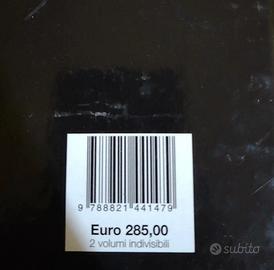 9 788821 441479
Euro 285,00
2 volumi indivisibili
subito